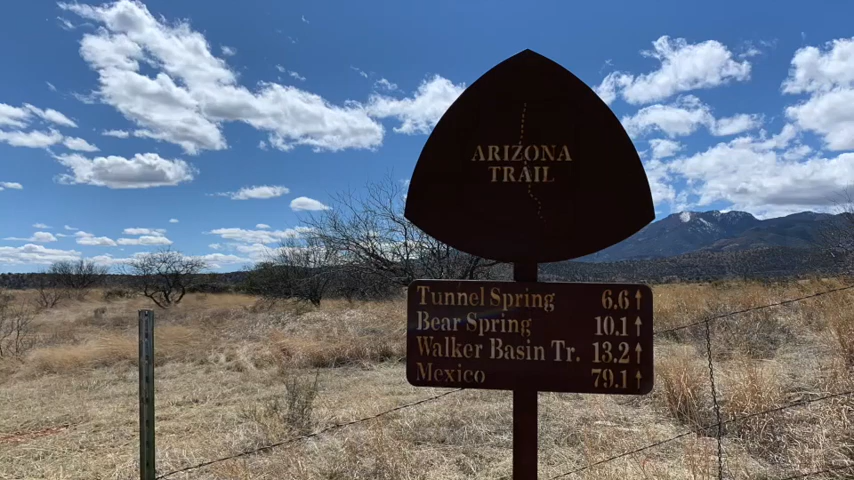 ARIZONA
TRAIL
Tunnel Spring 6.6 ↑
Bear Spring 10.1 ↑
Walker Basin Tr. 13.2 ↑
Mexico 79.1 ↑